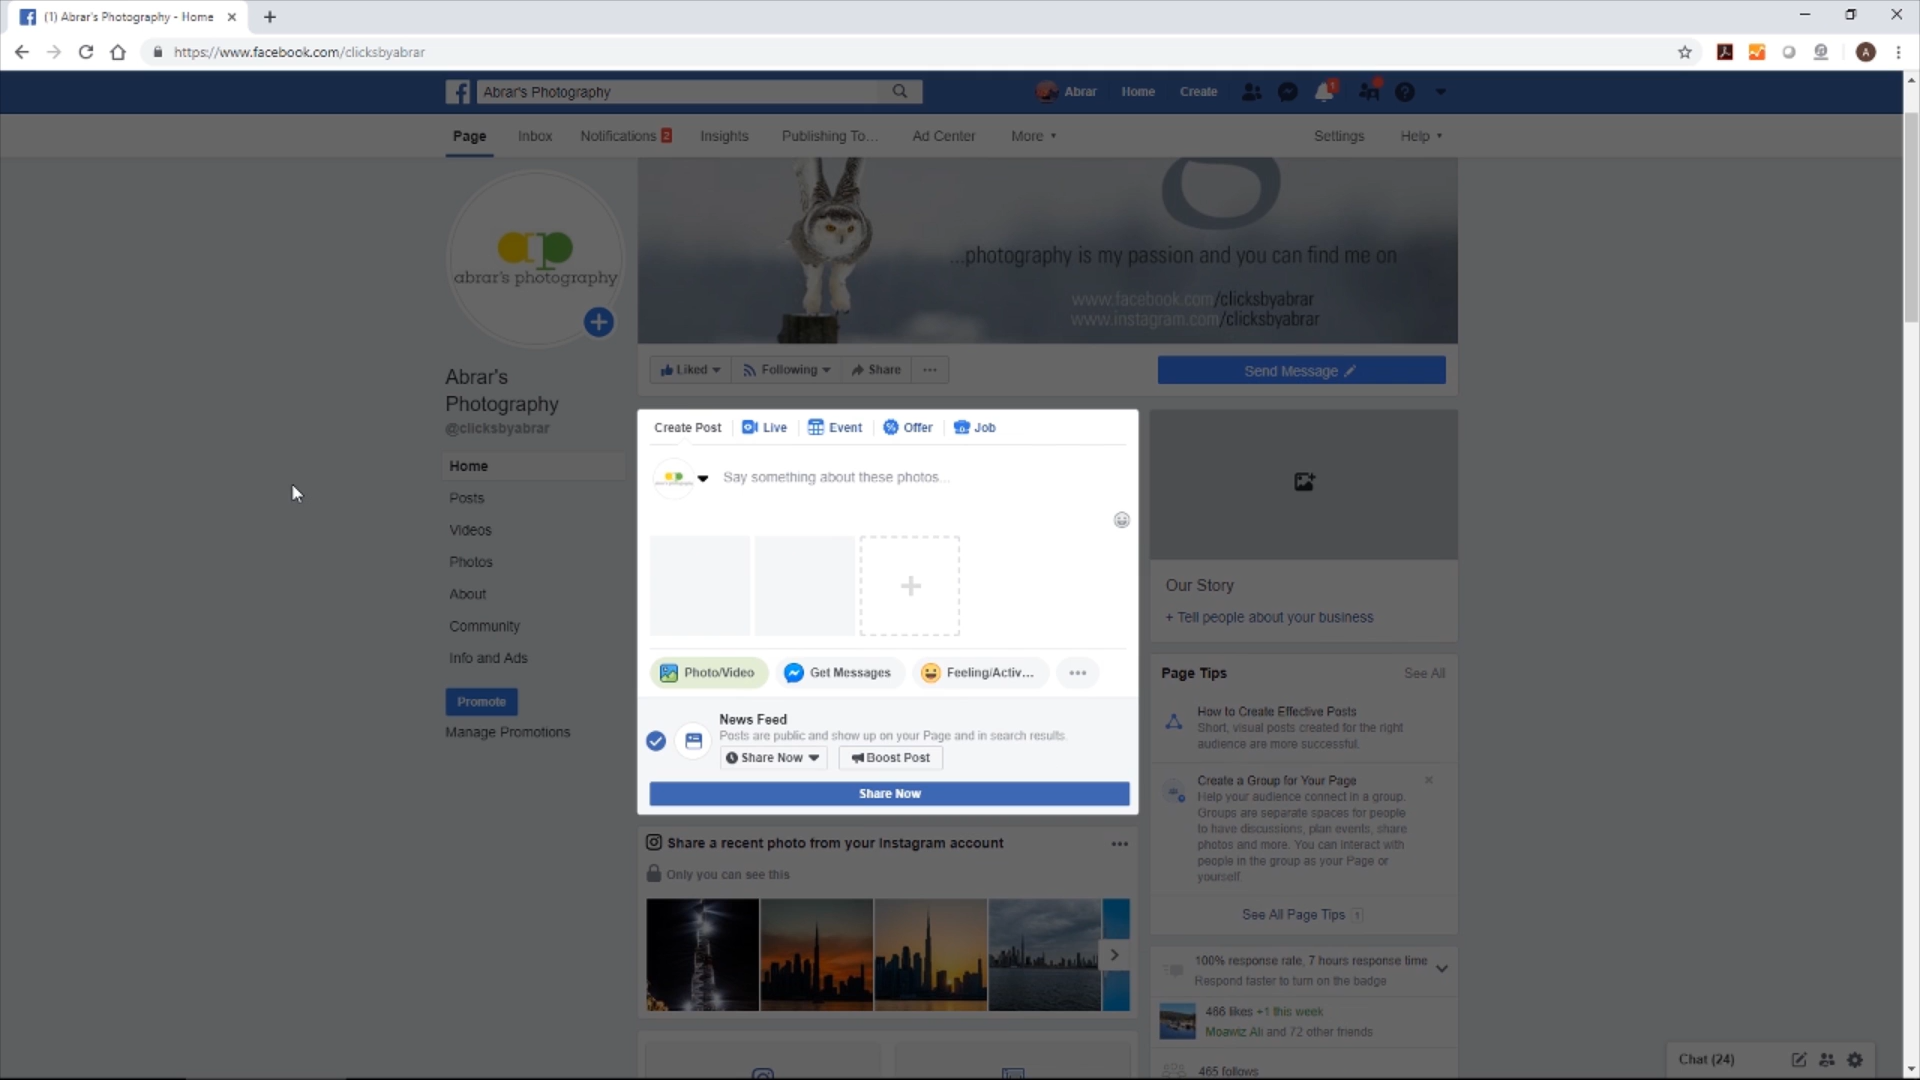 (1) Abrar's Photography - Home
https://www.facebook.com/clicksbyabrar
Abrar's Photography
Abrar
Home
Create
1
Page
Inbox
Notifications 2
Insights
Publishing To...
Ad Center
More
Settings
Help
abrar's photography
...photography is my passion and you can find me on
www.facebook.com/clicksbyabrar
www.instagram.com/clicksbyabrar
Liked
Following
Share
Send Message
Abrar's
Photography
@clicksbyabrar
Home
Posts
Videos
Photos
About
Community
Info and Ads
Promote
Manage Promotions
Create Post
Live
Event
Offer
Job
Say something about these photos...
Photo/Video
Get Messages
Feeling/Activ...
News Feed
Posts are public and show up on your Page and in search results.
Share Now
Boost Post
Share Now
Share a recent photo from your Instagram account
Only you can see this
Our Story
+ Tell people about your business
Page Tips
See All
How to Create Effective Posts
Short, visual posts created for the right
audience are more successful.
Create a Group for Your Page
Help your audience connect in a group.
Groups are separate spaces for people
to have discussions, plan events, share
photos and more. You can interact with
people in the group as your Page or
yourself.
See All Page Tips 1
100% response rate, 7 hours response time
Respond faster to turn on the badge
466 likes +1 this week
Moawiz Ali and 72 other friends
465 follows
Chat (24)